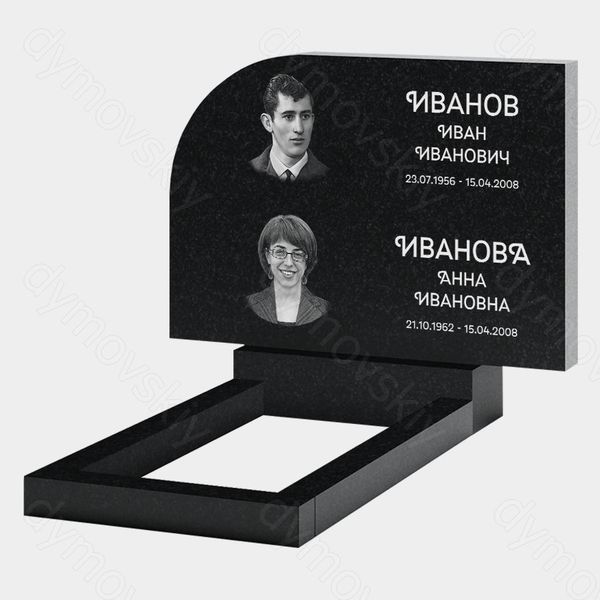 ИВАНОВ
ИВАН
ИВАНОВИЧ
23.07.1956 - 15.04.2008
ИВАНОВА
АННА
ИВАНОВНА
21.10.1962 - 15.04.2008
dymovskiy